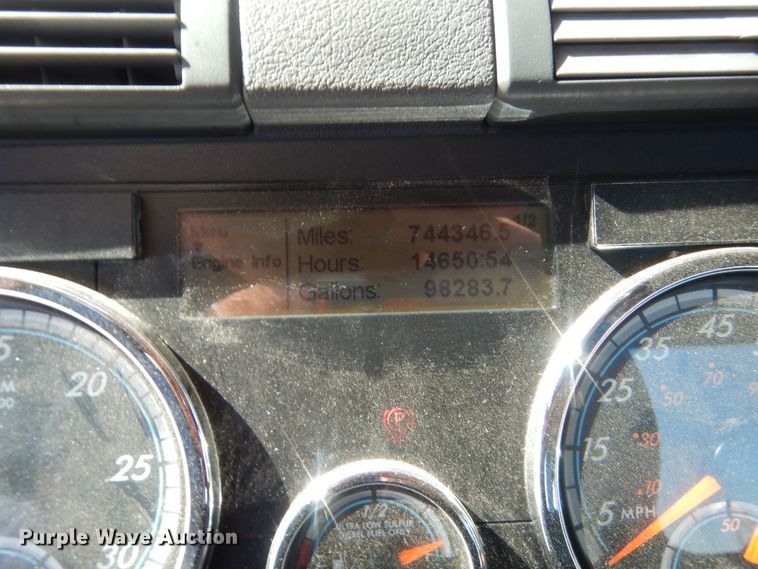 Menu 1/2
Engine Info
Miles: 744346.5
Hours: 14650:54
Gallons: 98283.7
20
25
30
45
35
25
15
5 MPH
50
70
30
10
50
1/2
ULTRA LOW SULFUR
DIESEL FUEL ONLY
P
Purple Wave Auction